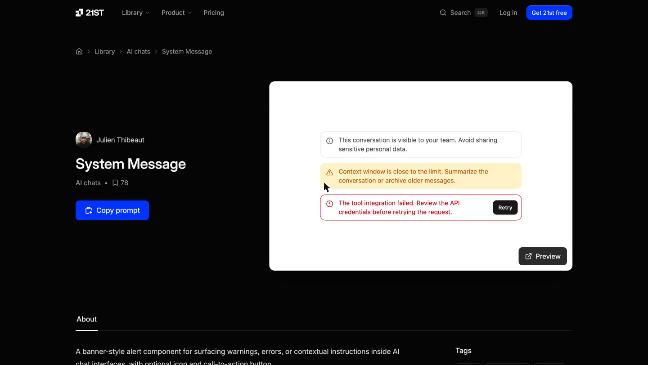 21ST
Library
Product
Pricing
Search
⌘K
Log in
Get 21st free
Library
AI chats
System Message
Julien Thibeaut
System Message
AI chats • 78
Copy prompt
This conversation is visible to your team. Avoid sharing
sensitive personal data.
Context window is close to the limit. Summarize the
conversation or archive older messages.
The tool integration failed. Review the API
credentials before retrying the request.
Retry
Preview
About
A banner-style alert component for surfacing warnings, errors, or contextual instructions inside AI
chat interfaces, with optional icon and call-to-action button.
Tags